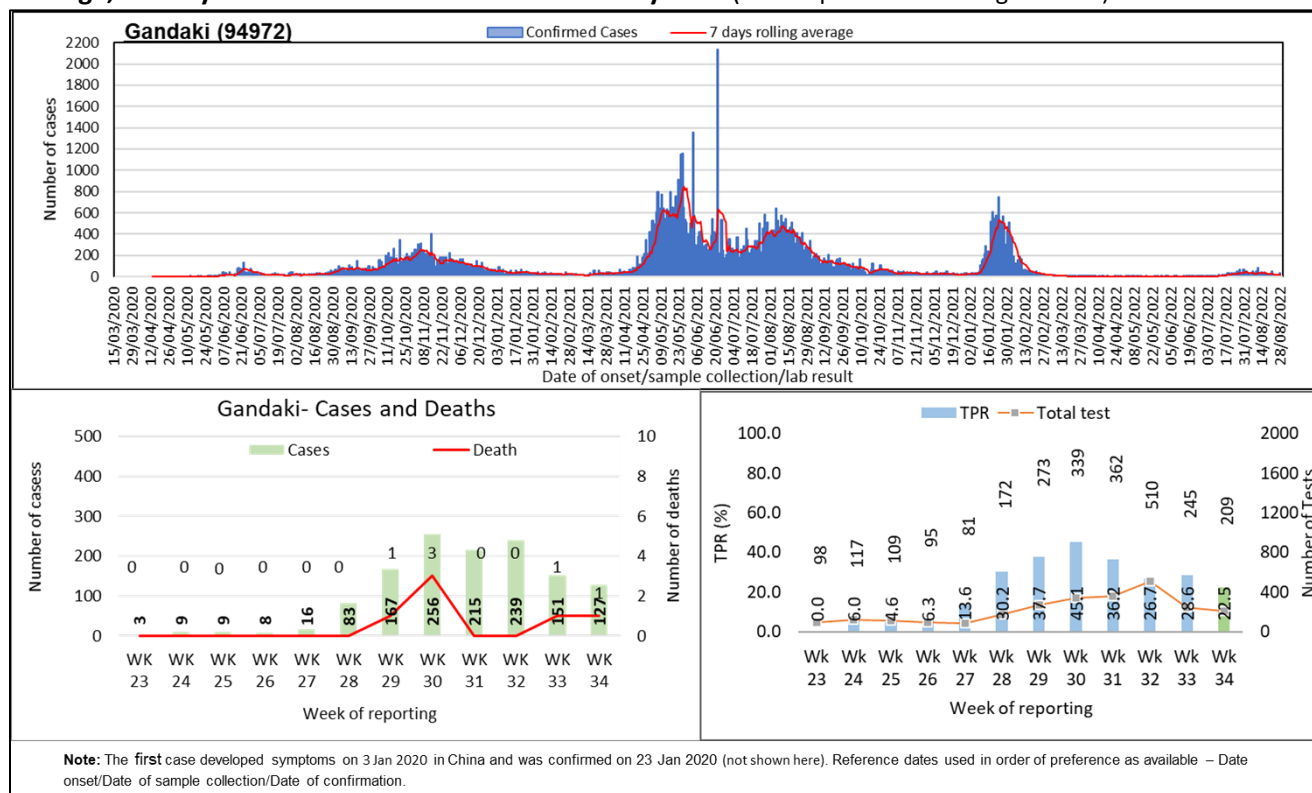 Gandaki (94972)
Confirmed Cases 7 days rolling average
Number of cases
2200
2000
1800
1600
1400
1200
1000
800
600
400
200
0
15/03/2020 29/03/2020 12/04/2020 26/04/2020 10/05/2020 24/05/2020 07/06/2020 21/06/2020 05/07/2020 19/07/2020 02/08/2020 16/08/2020 30/08/2020 13/09/2020 27/09/2020 11/10/2020 25/10/2020 08/11/2020 22/11/2020 06/12/2020 20/12/2020 03/01/2021 17/01/2021 31/01/2021 14/02/2021 28/02/2021 14/03/2021 28/03/2021 11/04/2021 25/04/2021 09/05/2021 23/05/2021 06/06/2021 20/06/2021 04/07/2021 18/07/2021 01/08/2021 15/08/2021 29/08/2021 12/09/2021 26/09/2021 10/10/2021 24/10/2021 07/11/2021 21/11/2021 05/12/2021 19/12/2021 02/01/2022 16/01/2022 30/01/2022 13/02/2022 27/02/2022 13/03/2022 27/03/2022 10/04/2022 24/04/2022 08/05/2022 22/05/2022 05/06/2022 19/06/2022 03/07/2022 17/07/2022 31/07/2022 14/08/2022 28/08/2022
Date of onset/sample collection/lab result
Gandaki- Cases and Deaths
Cases Death
Number of casess
500
400
300
200
100
0
10
8
6
4
2
0
Number of deaths
0 0 0 0 0 0 1 3 0 0 1 1
3 9 9 8 16 83 167 256 215 239 151 127
WK WK WK WK WK WK WK WK WK WK WK WK
23 24 25 26 27 28 29 30 31 32 33 34
Week of reporting
TPR Total test
TPR (%)
100.0
80.0
60.0
40.0
20.0
0.0
2000
1600
1200
800
400
0
Number of Tests
98 117 109 95 81 172 273 339 362 510 245 209
0.0 6.0 4.6 6.3 13.6 30.2 37.7 45.1 36.2 26.7 28.6 22.5
Wk Wk Wk Wk Wk Wk Wk Wk Wk Wk Wk Wk
23 24 25 26 27 28 29 30 31 32 33 34
Week of reporting
Note: The first case developed symptoms on 3 Jan 2020 in China and was confirmed on 23 Jan 2020 (not shown here). Reference dates used in order of preference as available – Date
onset/Date of sample collection/Date of confirmation.